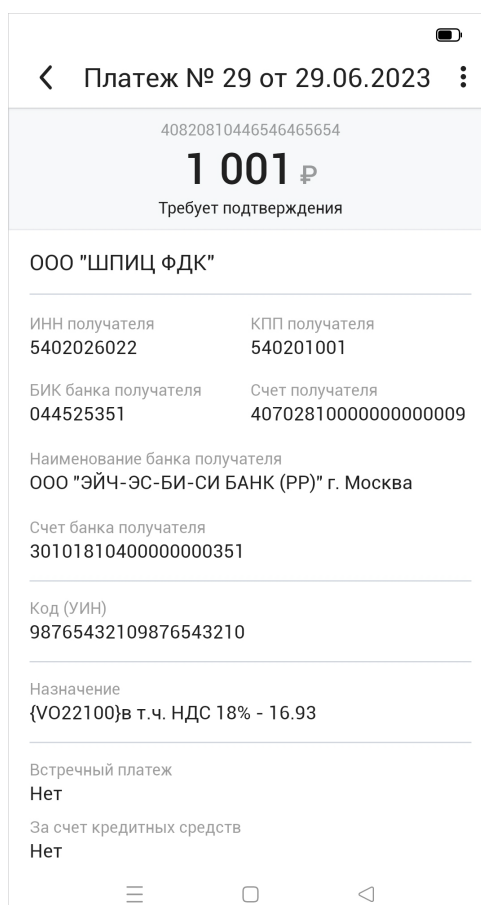 Платеж № 29 от 29.06.2023
40820810446546465654
1 001 ₽
Требует подтверждения
ООО "ШПИЦ ФДК"
ИНН получателя КПП получателя
5402026022 540201001
БИК банка получателя Счет получателя
044525351 40702810000000000009
Наименование банка получателя
ООО "ЭЙЧ-ЭС-БИ-СИ БАНК (РР)" г. Москва
Счет банка получателя
30101810400000000351
Код (УИН)
98765432109876543210
Назначение
{VO22100}в т.ч. НДС 18% - 16.93
Встречный платеж
Нет
За счет кредитных средств
Нет